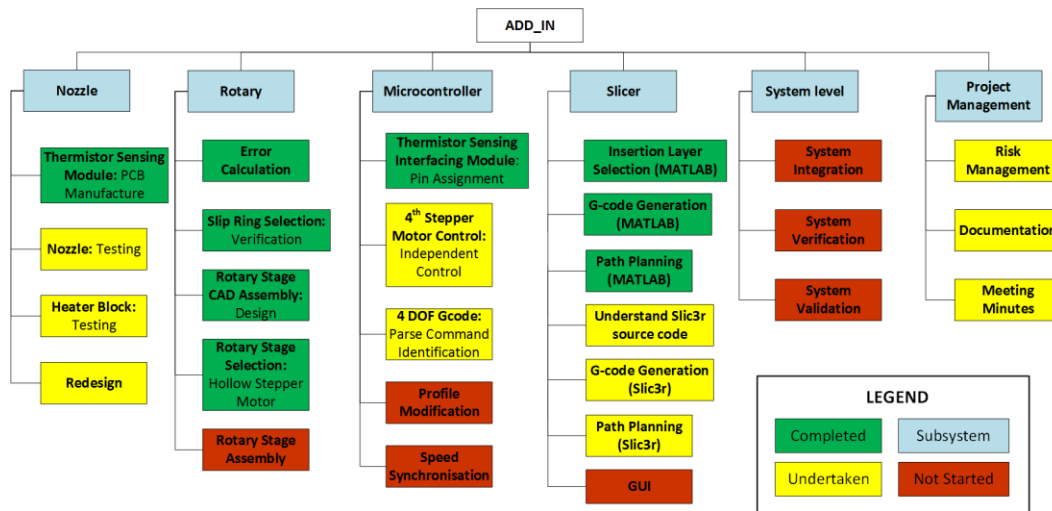 ADD_IN
Nozzle
Thermistor Sensing
Module: PCB
Manufacture
Nozzle: Testing
Heater Block:
Testing
Redesign
Rotary
Error
Calculation
Slip Ring Selection:
Verification
Rotary Stage
CAD Assembly:
Design
Rotary Stage
Selection:
Hollow Stepper
Motor
Rotary Stage
Assembly
Microcontroller
Thermistor Sensing
Interfacing Module:
Pin Assignment
4th Stepper
Motor Control:
Independent
Control
4 DOF Gcode:
Parse Command
Identification
Profile
Modification
Speed
Synchronisation
Slicer
Insertion Layer
Selection (MATLAB)
G-code Generation
(MATLAB)
Path Planning
(MATLAB)
Understand Slic3r
source code
G-code Generation
(Slic3r)
Path Planning
(Slic3r)
GUI
System level
System
Integration
System
Verification
System
Validation
Project
Management
Risk
Management
Documentation
Meeting
Minutes
LEGEND
Completed
Subsystem
Undertaken
Not Started